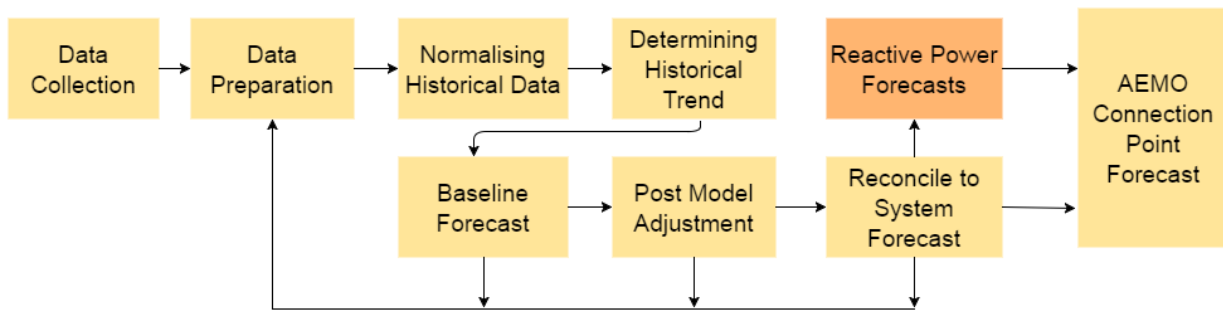 Data
Collection
Data
Preparation
Normalising
Historical Data
Determining
Historical
Trend
Reactive Power
Forecasts
AEMO
Connection
Point
Forecast
Baseline
Forecast
Post Model
Adjustment
Reconcile to
System
Forecast